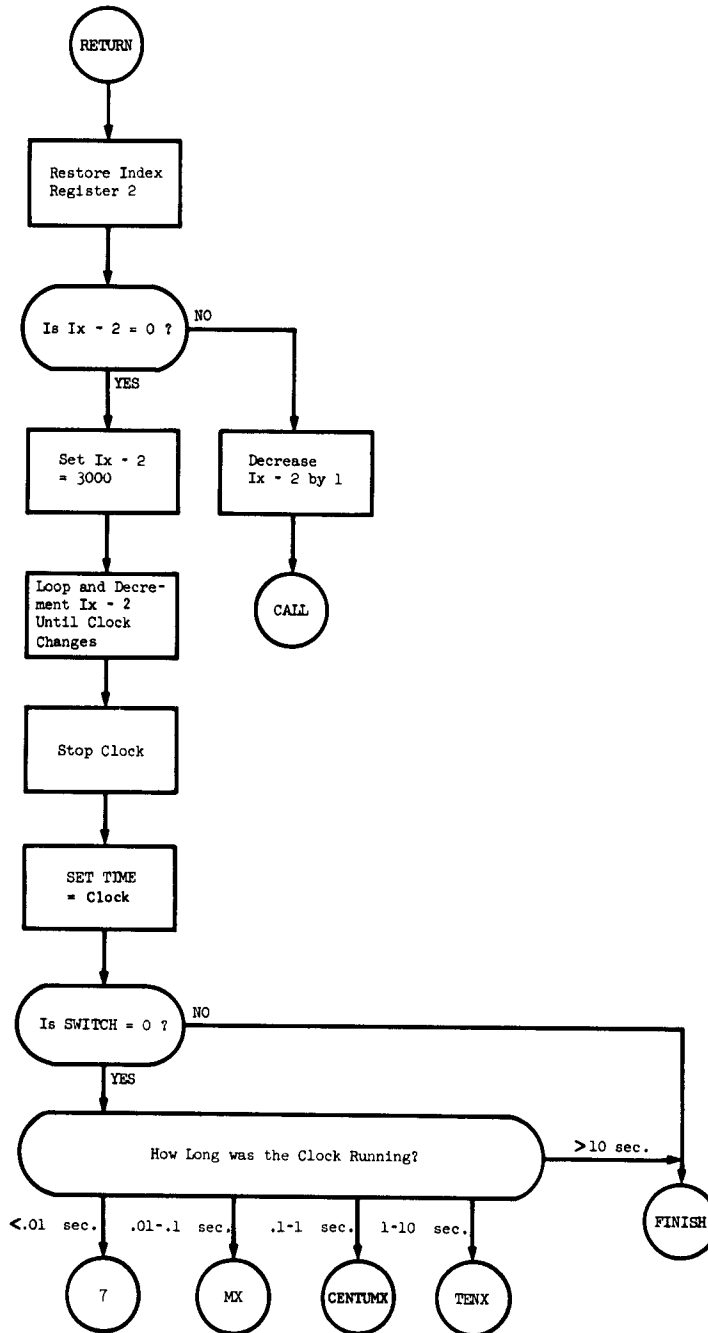 RETURN
Restore Index
Register 2
Is Ix - 2 = 0 ?
NO
YES
Set Ix - 2
= 3000
Decrease
Ix - 2 by 1
Loop and Decre-
ment Ix - 2
Until Clock
Changes
CALL
Stop Clock
SET TIME
= Clock
Is SWITCH = 0 ?
NO
YES
How Long was the Clock Running?
>10 sec.
<.01 sec.
.01-.1 sec.
.1-1 sec.
1-10 sec.
FINISH
7
MX
CENTUMX
TENX